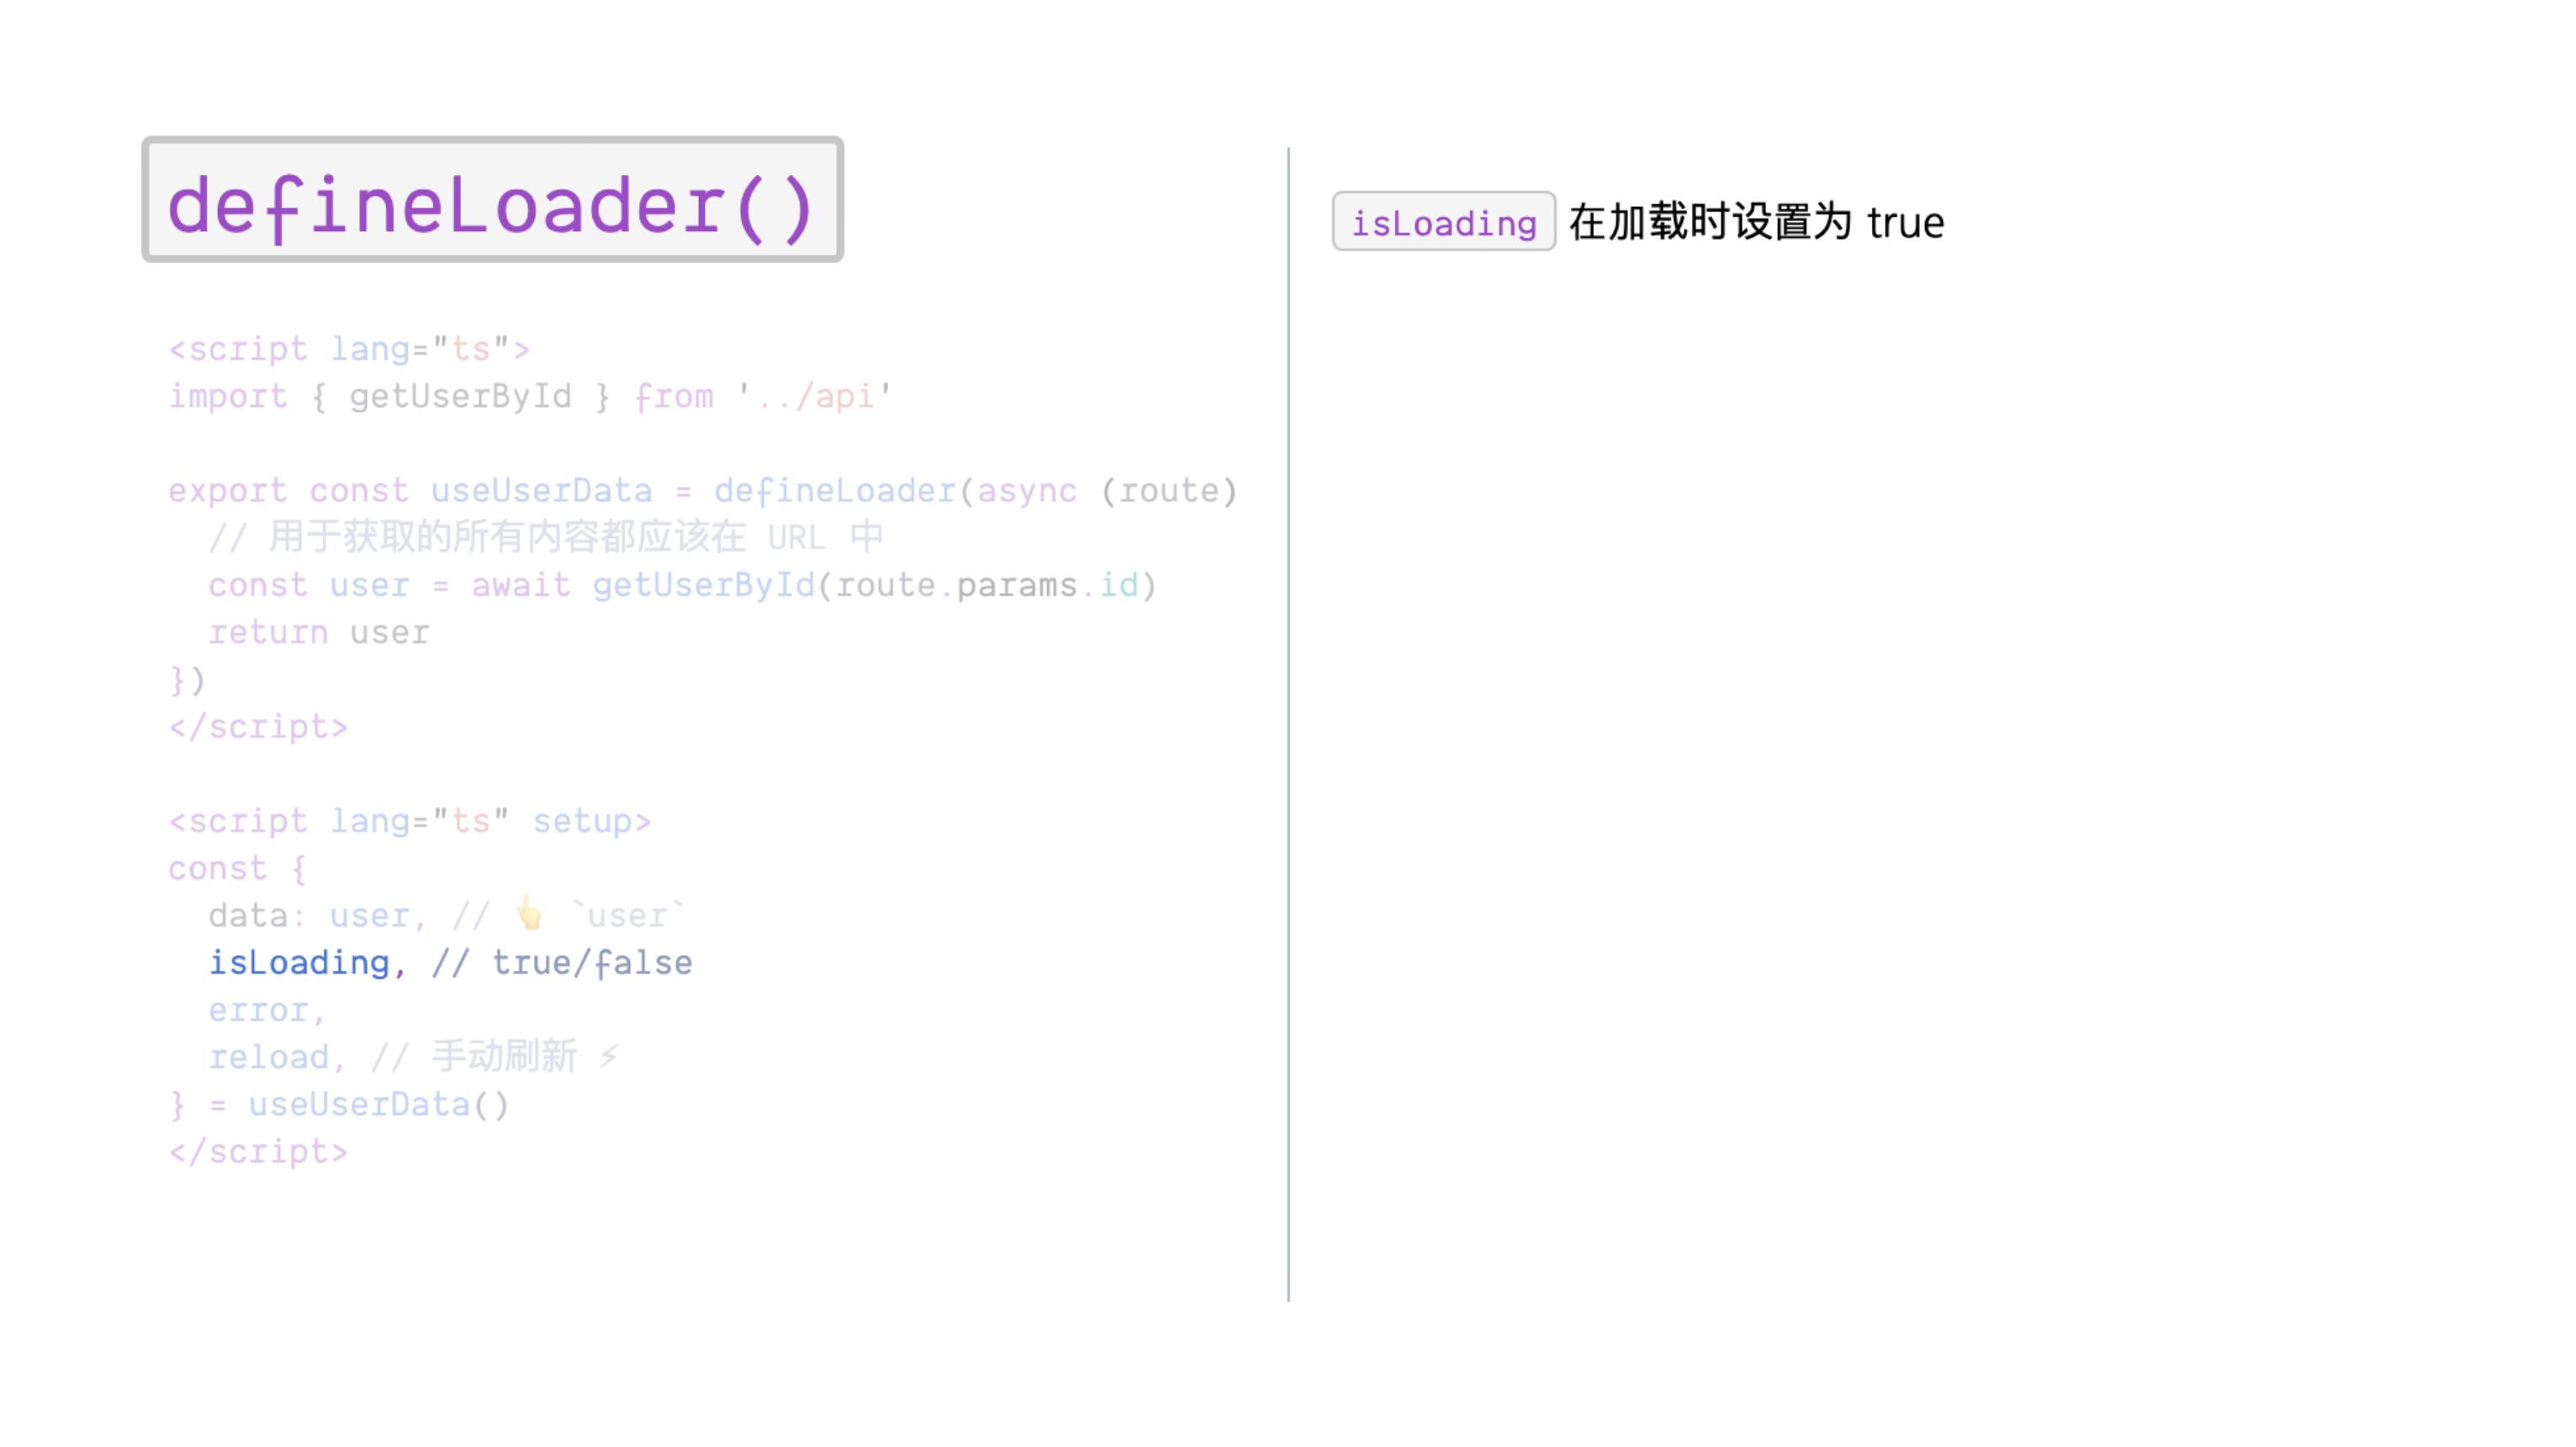 defineLoader()
<script lang="ts">
import { getUserById } from '../api'
export const useUserData = defineLoader(async (route)
// 用于获取的所有内容都应该在 URL 中
const user = await getUserById(route.params.id)
return user
})
</script>
<script lang="ts" setup>
const {
data: user, // 👆 `user`
isLoading, // true/false
error,
reload, // 手动刷新 ⚡
} = useUserData()
</script>
isLoading 在加载时设置为 true